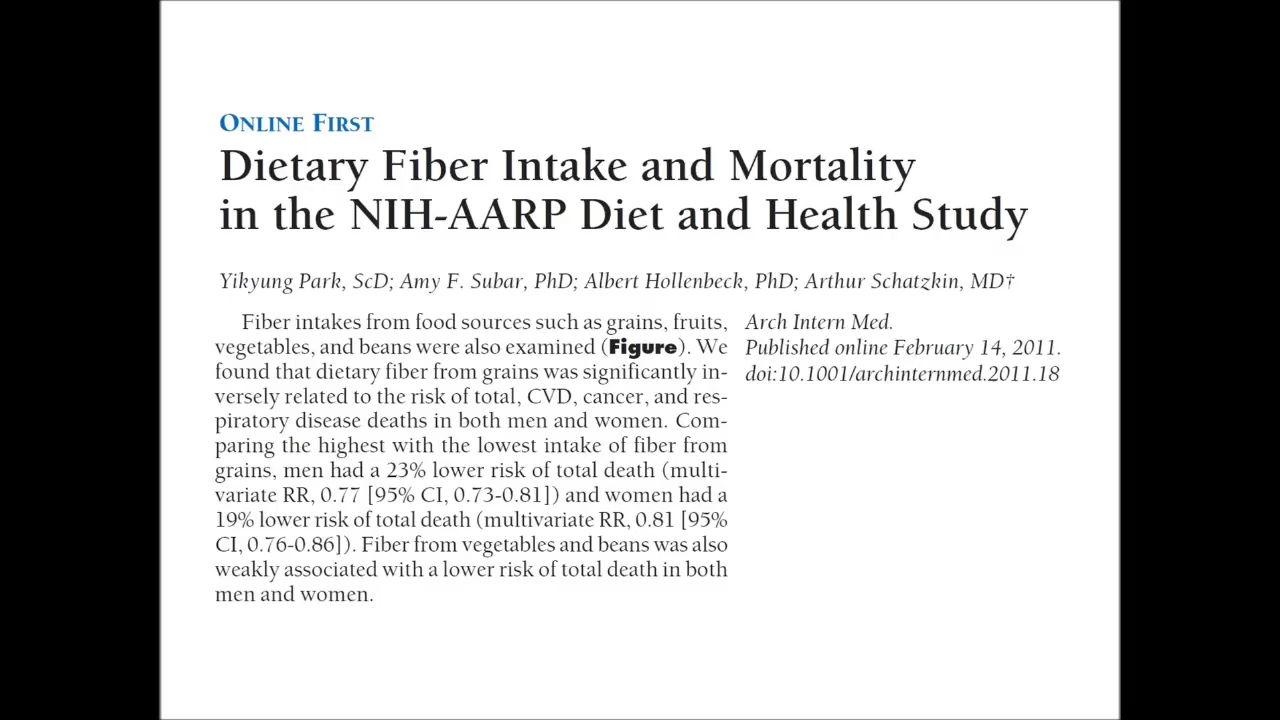 ONLINE FIRST
Dietary Fiber Intake and Mortality
in the NIH-AARP Diet and Health Study
Yikyung Park, ScD; Amy F. Subar, PhD; Albert Hollenbeck, PhD; Arthur Schatzkin, MD†
Fiber intakes from food sources such as grains, fruits,
vegetables, and beans were also examined (Figure). We
found that dietary fiber from grains was significantly in-
versely related to the risk of total, CVD, cancer, and res-
piratory disease deaths in both men and women. Com-
paring the highest with the lowest intake of fiber from
grains, men had a 23% lower risk of total death (multi-
variate RR, 0.77 [95% CI, 0.73-0.81]) and women had a
19% lower risk of total death (multivariate RR, 0.81 [95%
CI, 0.76-0.86]). Fiber from vegetables and beans was also
weakly associated with a lower risk of total death in both
men and women.
Arch Intern Med.
Published online February 14, 2011.
doi:10.1001/archinternmed.2011.18